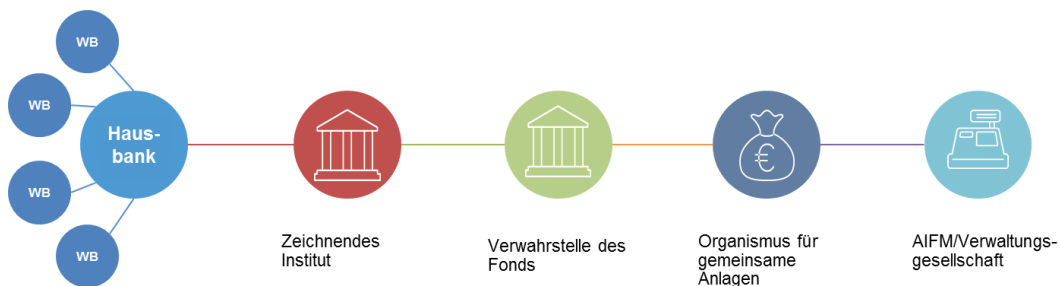 WB
WB
WB
WB
Haus-
bank
€
Zeichnendes
Institut
Verwahrstelle des
Fonds
Organismus für
gemeinsame
Anlagen
AIFM/Verwaltungs-
gesellschaft